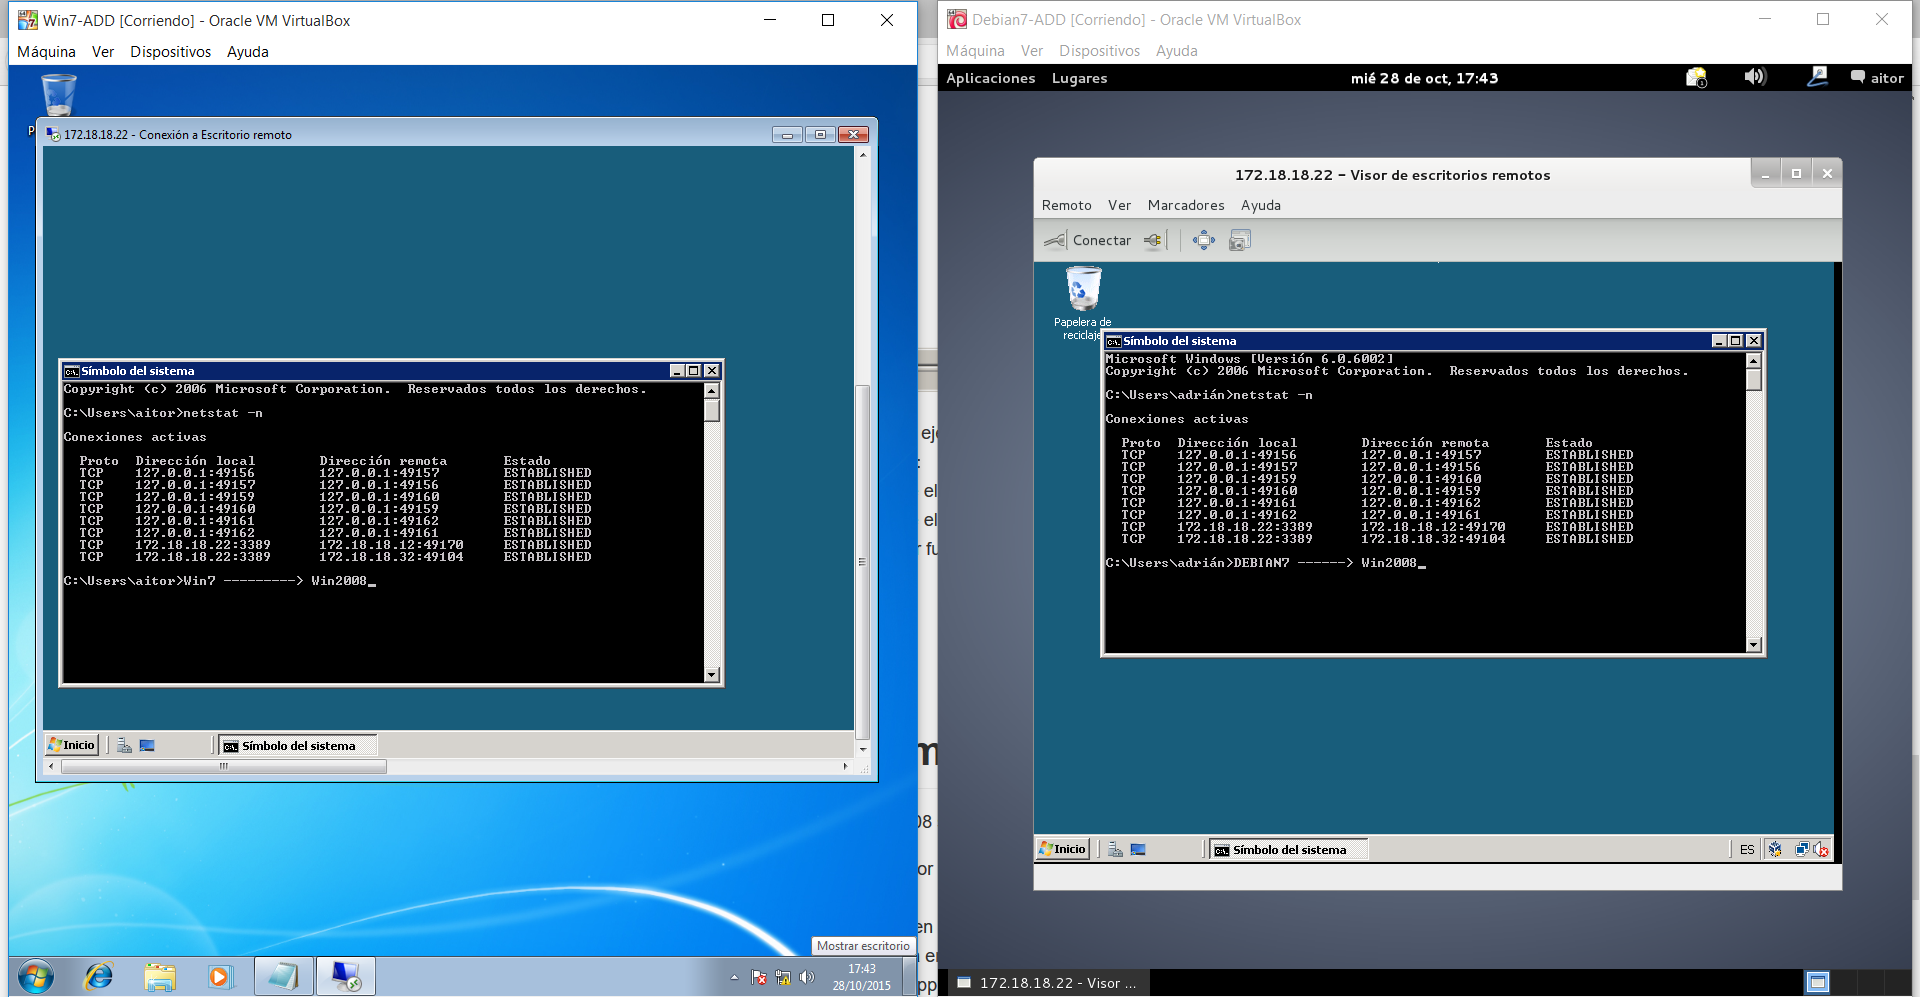 Win7-ADD [Corriendo] - Oracle VM VirtualBox
Máquina Ver Dispositivos Ayuda
172.18.18.22 - Conexión a Escritorio remoto
Símbolo del sistema
Copyright (c) 2006 Microsoft Corporation. Reservados todos los derechos.
C:\Users\aitor>netstat -n
Conexiones activas
Proto Dirección local Dirección remota Estado
TCP 127.0.0.1:49156 127.0.0.1:49157 ESTABLISHED
TCP 127.0.0.1:49157 127.0.0.1:49156 ESTABLISHED
TCP 127.0.0.1:49159 127.0.0.1:49160 ESTABLISHED
TCP 127.0.0.1:49160 127.0.0.1:49159 ESTABLISHED
TCP 127.0.0.1:49161 127.0.0.1:49162 ESTABLISHED
TCP 127.0.0.1:49162 127.0.0.1:49161 ESTABLISHED
TCP 172.18.18.22:3389 172.18.18.12:49170 ESTABLISHED
TCP 172.18.18.22:3389 172.18.18.32:49104 ESTABLISHED
C:\Users\aitor>Win7 ---------> Win2008_
Inicio
Símbolo del sistema
Mostrar escritorio
17:43
28/10/2015
Debian7-ADD [Corriendo] - Oracle VM VirtualBox
Máquina Ver Dispositivos Ayuda
Aplicaciones Lugares mié 28 de oct, 17:43 aitor
172.18.18.22 – Visor de escritorios remotos
Remoto Ver Marcadores Ayuda
Conectar
Papelera de
reciclaje
Símbolo del sistema
Microsoft Windows [Versión 6.0.6002]
Copyright (c) 2006 Microsoft Corporation. Reservados todos los derechos.
C:\Users\adrián>netstat -n
Conexiones activas
Proto Dirección local Dirección remota Estado
TCP 127.0.0.1:49156 127.0.0.1:49157 ESTABLISHED
TCP 127.0.0.1:49157 127.0.0.1:49156 ESTABLISHED
TCP 127.0.0.1:49159 127.0.0.1:49160 ESTABLISHED
TCP 127.0.0.1:49160 127.0.0.1:49159 ESTABLISHED
TCP 127.0.0.1:49161 127.0.0.1:49162 ESTABLISHED
TCP 127.0.0.1:49162 127.0.0.1:49161 ESTABLISHED
TCP 172.18.18.22:3389 172.18.18.12:49170 ESTABLISHED
TCP 172.18.18.22:3389 172.18.18.32:49104 ESTABLISHED
C:\Users\adrián>DEBIAN7 ------> Win2008_
Inicio
Símbolo del sistema
ES
172.18.18.22 - Visor ...